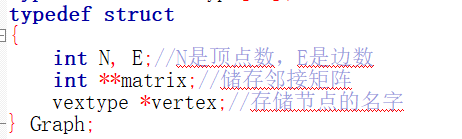 typedef struct
{
int N, E;//N是顶点数，E是边数
int **matrix;//储存邻接矩阵
vextype *vertex;//存储节点的名字
} Graph;